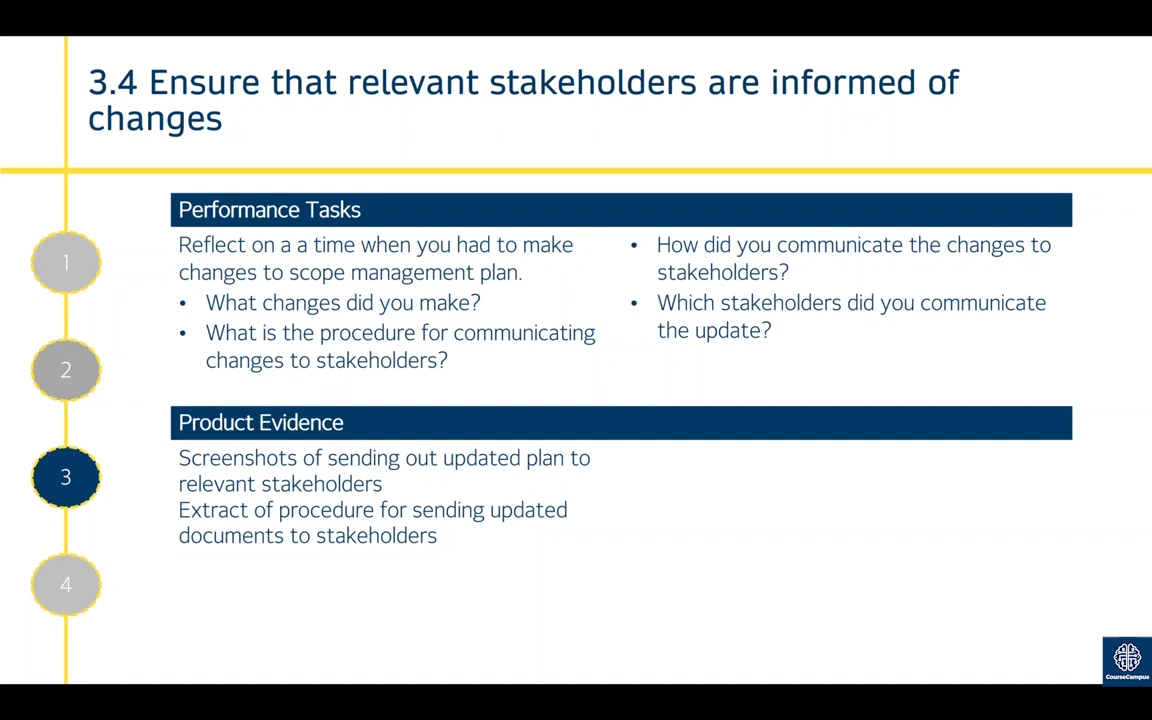 3.4 Ensure that relevant stakeholders are informed of
changes
Performance Tasks
Reflect on a a time when you had to make
changes to scope management plan.
• What changes did you make?
• What is the procedure for communicating
changes to stakeholders?
• How did you communicate the changes to
stakeholders?
• Which stakeholders did you communicate
the update?
Product Evidence
Screenshots of sending out updated plan to
relevant stakeholders
Extract of procedure for sending updated
documents to stakeholders
1
2
3
4
CourseCampus